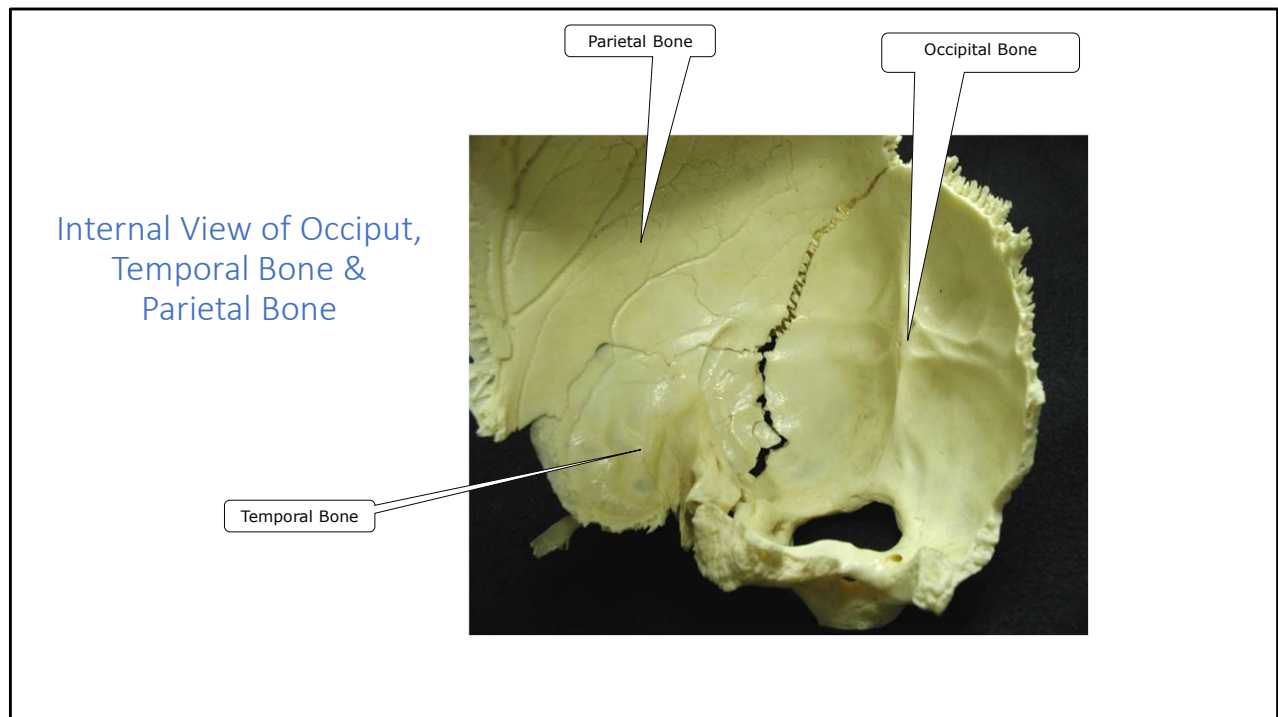 Parietal Bone
Occipital Bone
Internal View of Occiput,
Temporal Bone &
Parietal Bone
Temporal Bone